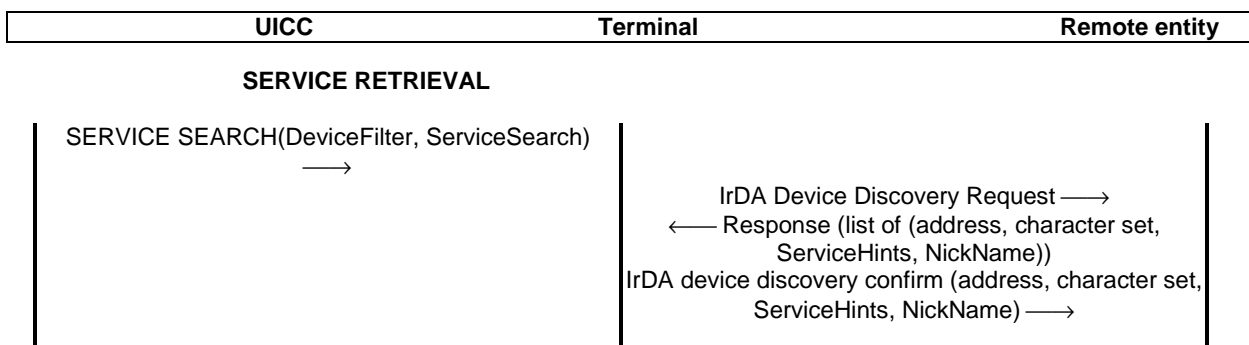 UICC Terminal Remote entity
SERVICE RETRIEVAL
SERVICE SEARCH(DeviceFilter, ServiceSearch)
⟶
IrDA Device Discovery Request ⟶
⟵ Response (list of (address, character set,
ServiceHints, NickName))
IrDA device discovery confirm (address, character set,
ServiceHints, NickName) ⟶